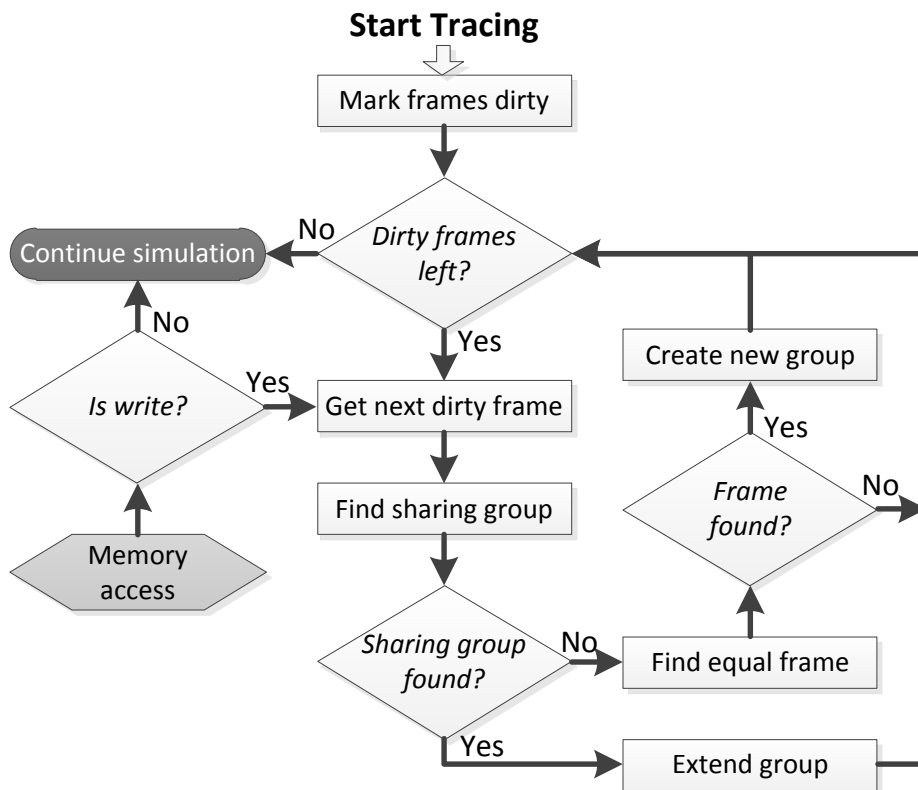 Start Tracing
Mark frames dirty
No
Dirty frames
left?
Continue simulation
No
Yes
Create new group
Yes
Is write?
Get next dirty frame
Yes
Find sharing group
Frame
found?
No
Memory
access
Sharing group
found?
No
Find equal frame
Yes
Extend group